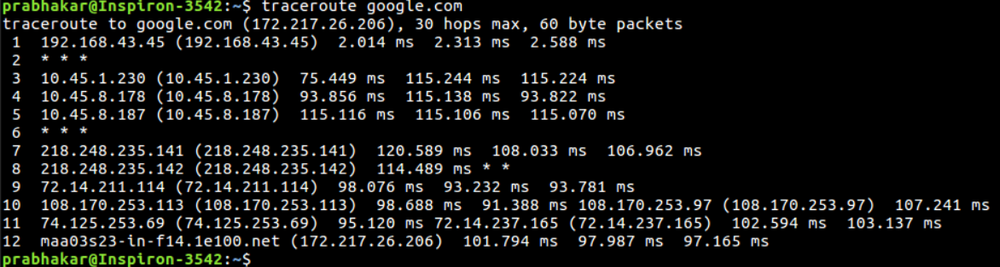 prabhakar@Inspiron-3542:~$ traceroute google.com
traceroute to google.com (172.217.26.206), 30 hops max, 60 byte packets
1 192.168.43.45 (192.168.43.45) 2.014 ms 2.313 ms 2.588 ms
2 * * *
3 10.45.1.230 (10.45.1.230) 75.449 ms 115.244 ms 115.224 ms
4 10.45.8.178 (10.45.8.178) 93.856 ms 115.138 ms 93.822 ms
5 10.45.8.187 (10.45.8.187) 115.116 ms 115.106 ms 115.070 ms
6 * * *
7 218.248.235.141 (218.248.235.141) 120.589 ms 108.033 ms 106.962 ms
8 218.248.235.142 (218.248.235.142) 114.489 ms * *
9 72.14.211.114 (72.14.211.114) 98.076 ms 93.232 ms 93.781 ms
10 108.170.253.113 (108.170.253.113) 98.688 ms 91.388 ms 108.170.253.97 (108.170.253.97) 107.241 ms
11 74.125.253.69 (74.125.253.69) 95.120 ms 72.14.237.165 (72.14.237.165) 102.594 ms 103.137 ms
12 maa03s23-in-f14.1e100.net (172.217.26.206) 101.794 ms 97.987 ms 97.165 ms
prabhakar@Inspiron-3542:~$